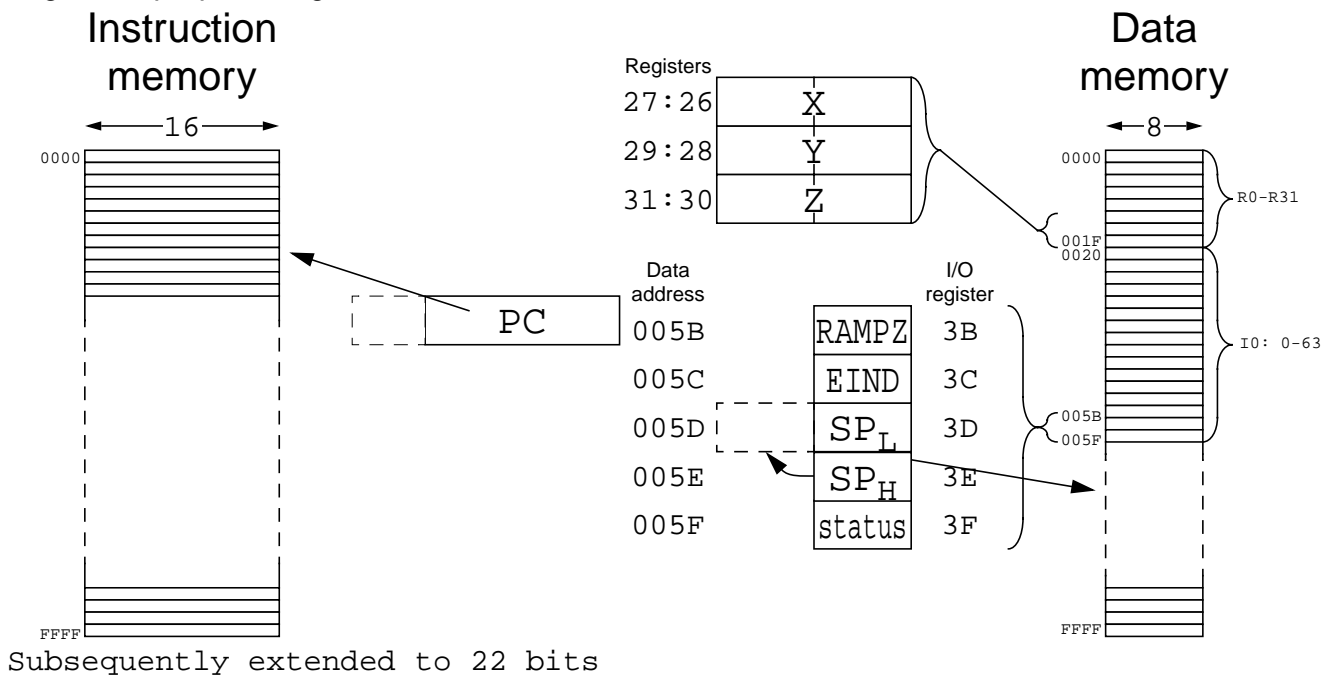 Instruction
memory
16
0000
FFFF
Subsequently extended to 22 bits
PC
Registers
27:26 X
29:28 Y
31:30 Z
Data
address
I/O
register
005B RAMPZ 3B
005C EIND 3C
005D SPL 3D
005E SPH 3E
005F status 3F
Data
memory
8
0000
R0-R31
001F
0020
IO: 0-63
005B
005F
FFFF